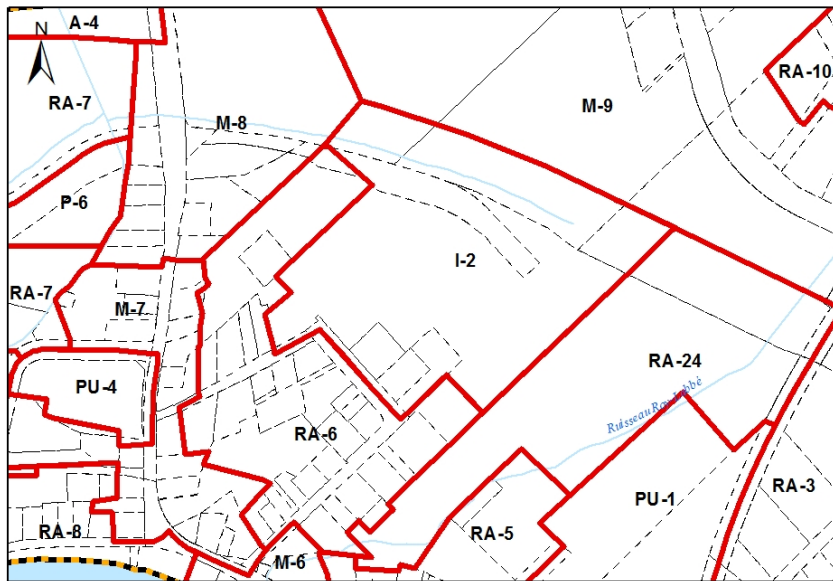 A-4
N
RA-10
RA-7
M-9
M-8
P-6
I-2
RA-7
M-7
RA-24
PU-4
Ruisseau
RA-6
RA-3
PU-1
RA-8
RA-5
M-6